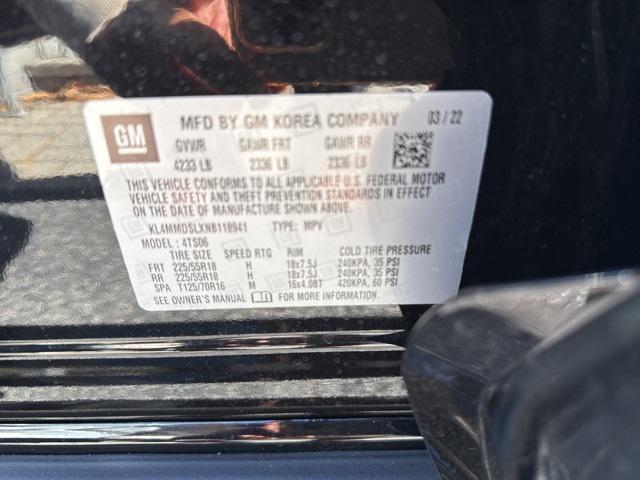 GM
MFD BY GM KOREA COMPANY 03/22
GVWR GAWR FRT GAWR RR
4233 LB 2336 LB 2336 LB
THIS VEHICLE CONFORMS TO ALL APPLICABLE U.S. FEDERAL MOTOR
VEHICLE SAFETY AND THEFT PREVENTION STANDARDS IN EFFECT
ON THE DATE OF MANUFACTURE SHOWN ABOVE.
KL4MMDSLXNB118941 TYPE: MPV
MODEL: 4TS06
TIRE SIZE SPEED RTG RIM COLD TIRE PRESSURE
FRT 225/55R18 H 18x7.5J 240KPA, 35 PSI
RR 225/55R18 H 18x7.5J 240KPA, 35 PSI
SPA T125/70R16 M 16x4.0BT 420KPA, 60 PSI
SEE OWNER'S MANUAL FOR MORE INFORMATION.